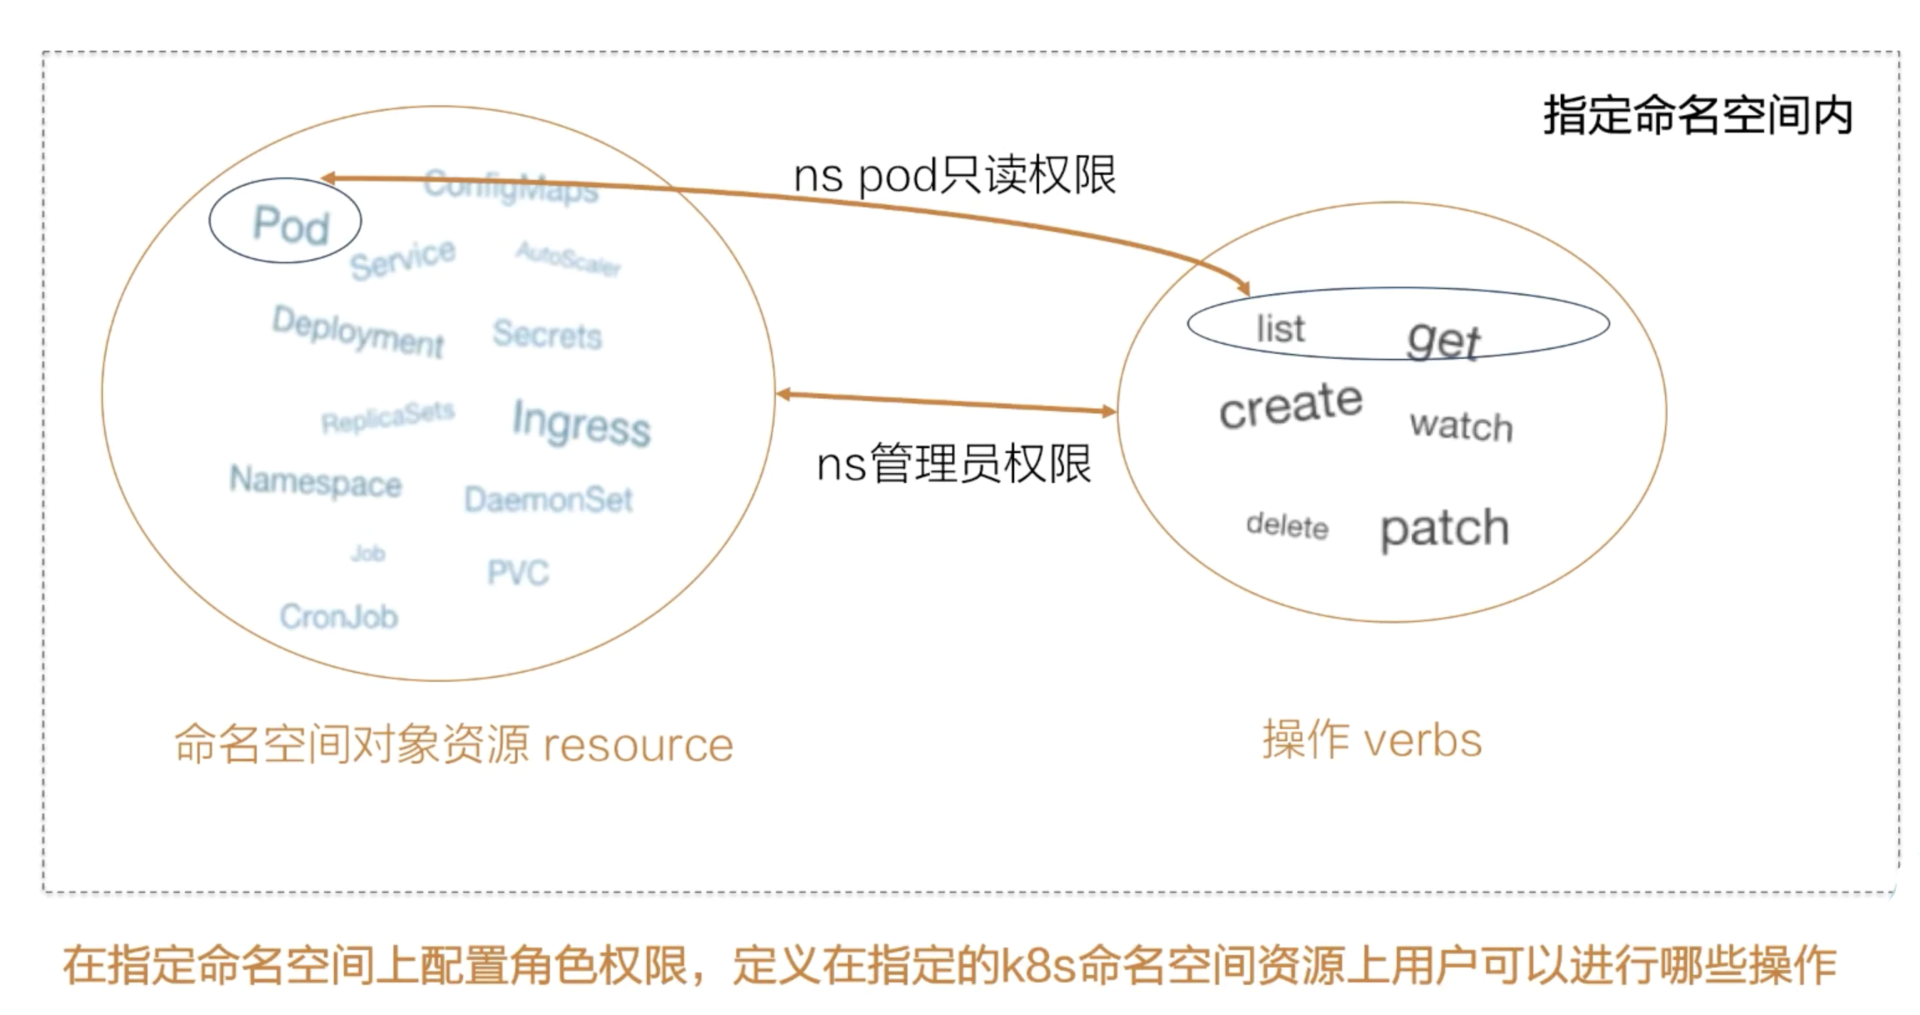 指定命名空间内
ns pod只读权限
ConfigMaps
Pod
Service
AutoScaler
Deployment
Secrets
ReplicaSets
Ingress
Namespace
DaemonSet
Job
PVC
CronJob
ns管理员权限
list
get
create
watch
delete
patch
命名空间对象资源 resource
操作 verbs
在指定命名空间上配置角色权限，定义在指定的k8s命名空间资源上用户可以进行哪些操作